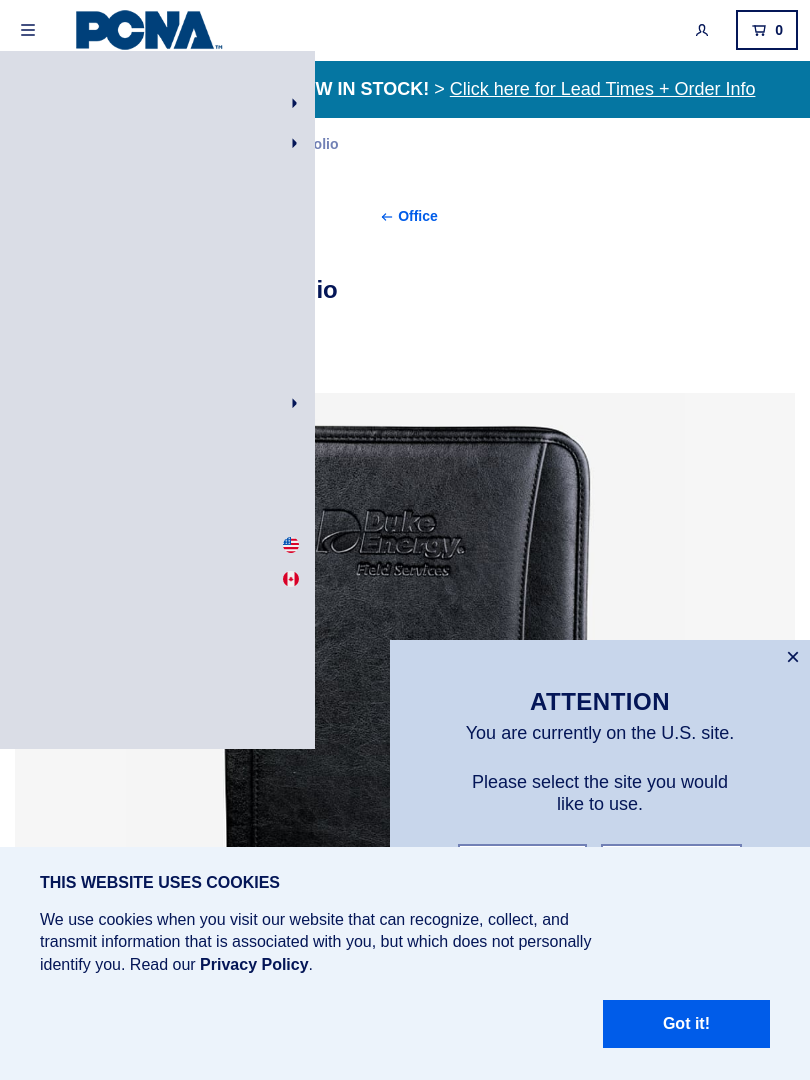 PCNA™
0
W IN STOCK! > Click here for Lead Times + Order Info
olio
← Office
io
Duke
Energy®
Field Services
×
ATTENTION
You are currently on the U.S. site.
Please select the site you would
like to use.
THIS WEBSITE USES COOKIES
We use cookies when you visit our website that can recognize, collect, and
transmit information that is associated with you, but which does not personally
identify you. Read our Privacy Policy.
Got it!